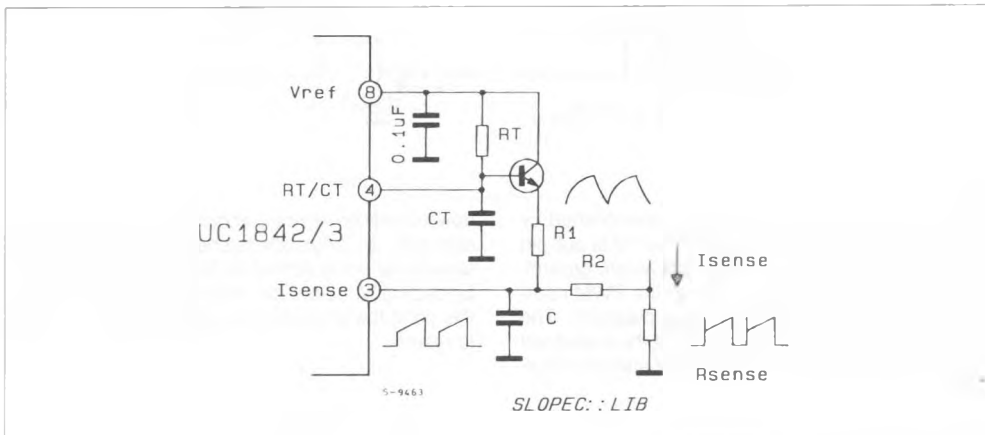 Vref
8
0.1uF
RT
RT/CT
4
CT
UC1842/3
R1
R2
Isense
Isense
3
C
Rsense
S-9463
SLOPEC::LIB